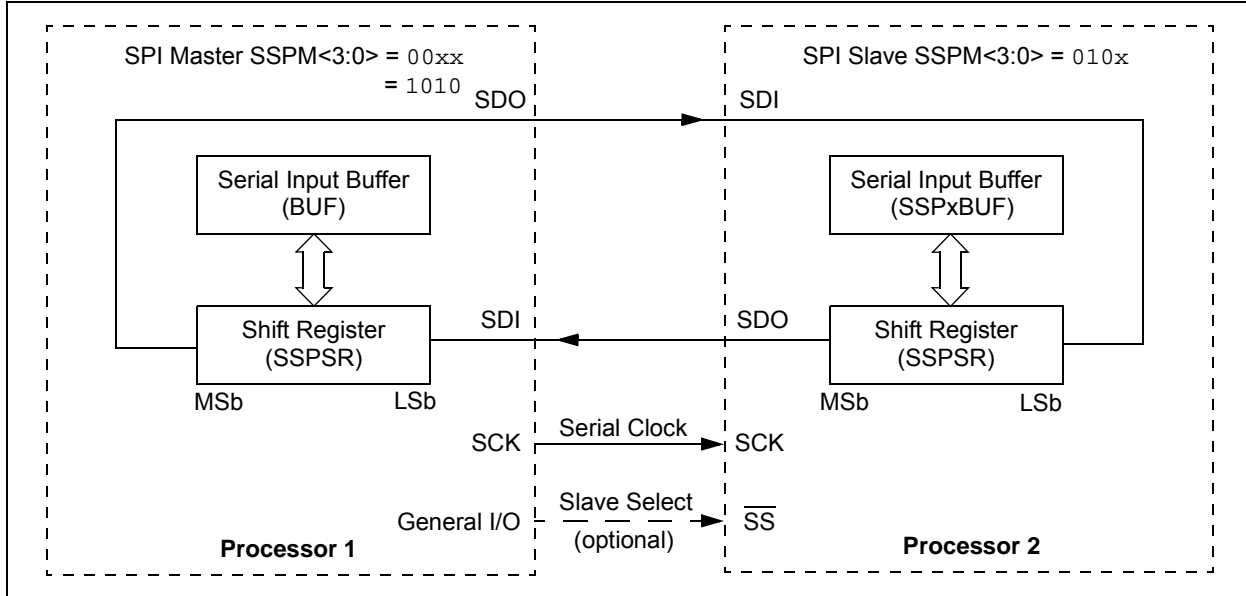 SPI Master SSPM<3:0> = 00xx
= 1010
SDO
Serial Input Buffer
(BUF)
Shift Register
(SSPSR)
MSb
LSb
SDI
SCK
General I/O
Processor 1
Serial Clock
Slave Select
(optional)
SPI Slave SSPM<3:0> = 010x
SDI
Serial Input Buffer
(SSPxBUF)
SDO
Shift Register
(SSPSR)
MSb
LSb
SCK
S̅S̅
Processor 2